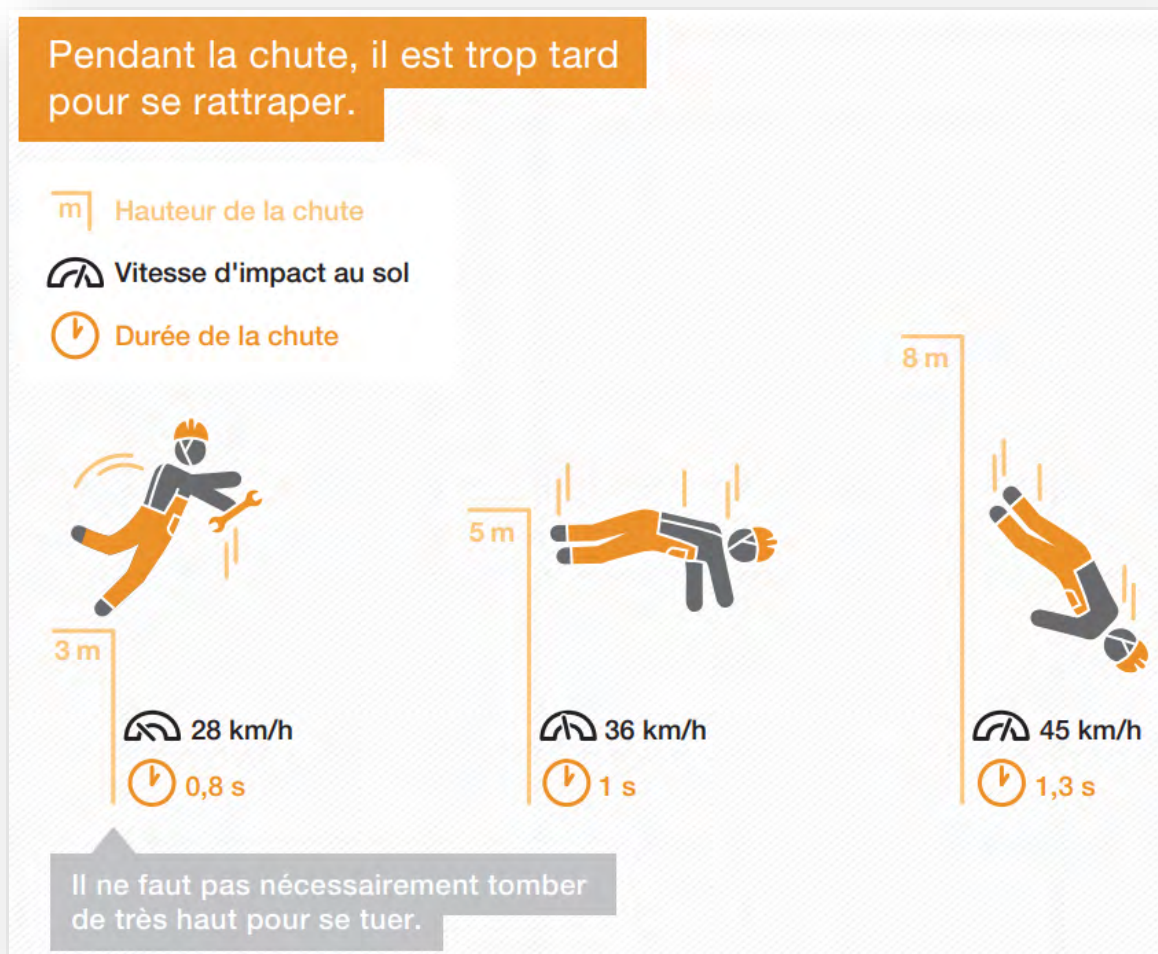 Pendant la chute, il est trop tard
pour se rattraper.
m Hauteur de la chute
Vitesse d'impact au sol
Durée de la chute
3 m
28 km/h
0,8 s
5 m
36 km/h
1 s
8 m
45 km/h
1,3 s
Il ne faut pas nécessairement tomber
de très haut pour se tuer.